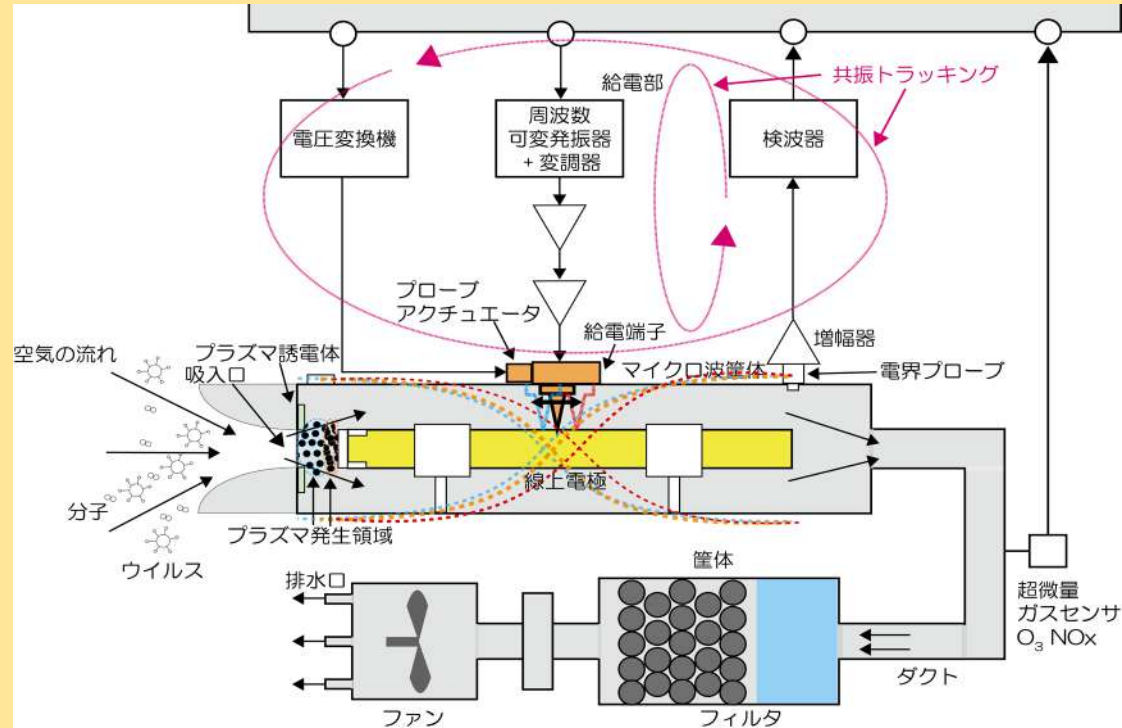 給電部
共振トラッキング
電圧変換機
周波数
可変発振器
+ 変調器
検波器
プローブ
アクチュエータ
給電端子
増幅器
空気の流れ
プラズマ誘電体
吸入口
マイクロ波筐体
電界プローブ
線上電極
分子
プラズマ発生領域
ウイルス
筐体
排水口
超微量
ガスセンサ
O₃ NOx
ダクト
ファン
フィルタ